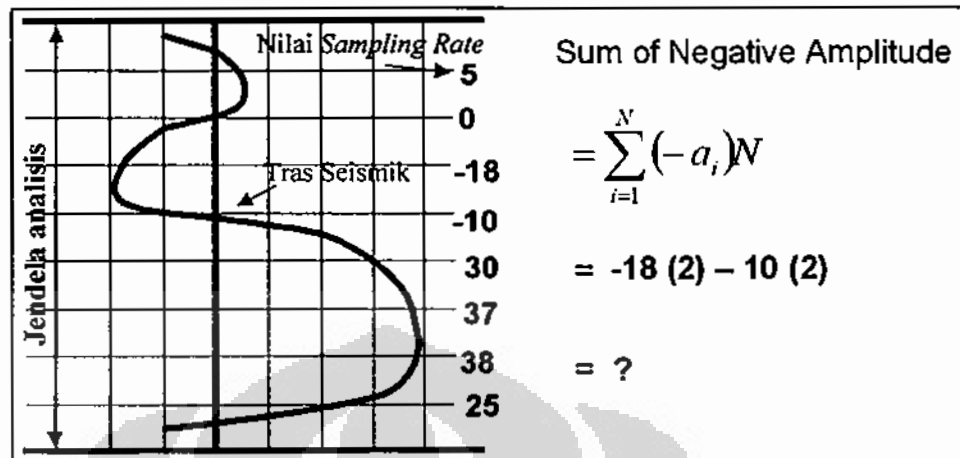 Jendela analisis
Nilai Sampling Rate
5
0
-18
Tras Seismik
-10
30
37
38
25
Sum of Negative Amplitude
= \sum_{i=1}^{N} (-a_i)N
= -18 (2) – 10 (2)
= ?